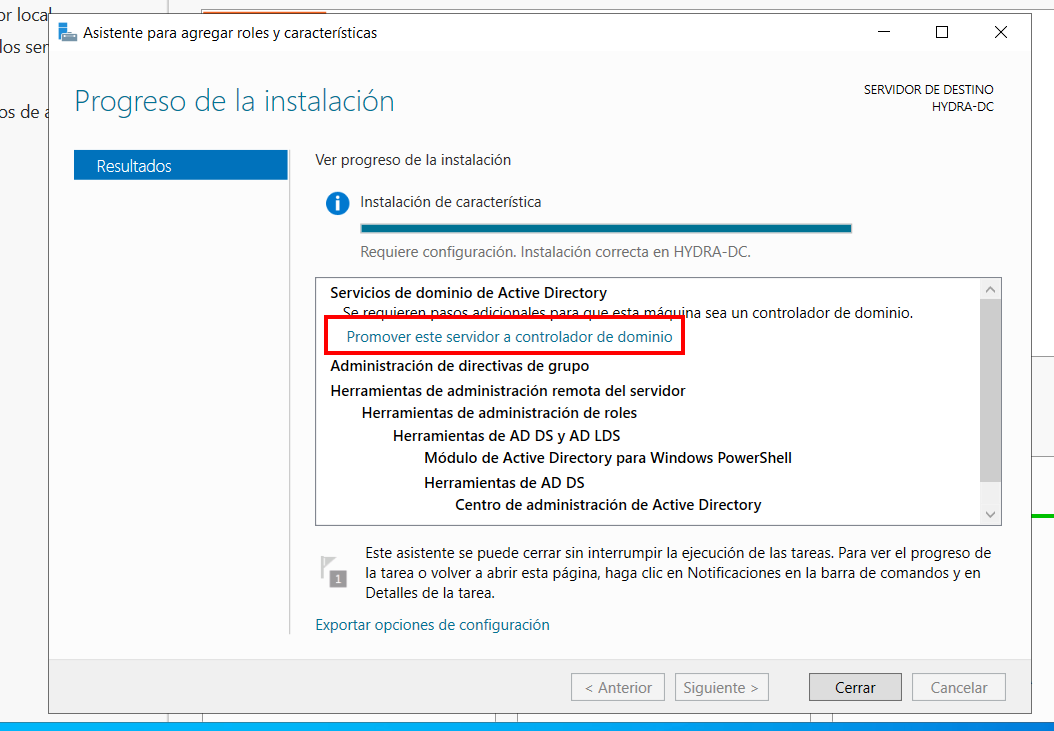 or local
los ser
os de a
Asistente para agregar roles y características
Progreso de la instalación
SERVIDOR DE DESTINO
HYDRA-DC
Resultados
Ver progreso de la instalación
Instalación de característica
Requiere configuración. Instalación correcta en HYDRA-DC.
Servicios de dominio de Active Directory
Se requieren pasos adicionales para que esta máquina sea un controlador de dominio.
Promover este servidor a controlador de dominio
Administración de directivas de grupo
Herramientas de administración remota del servidor
Herramientas de administración de roles
Herramientas de AD DS y AD LDS
Módulo de Active Directory para Windows PowerShell
Herramientas de AD DS
Centro de administración de Active Directory
1
Este asistente se puede cerrar sin interrumpir la ejecución de las tareas. Para ver el progreso de
la tarea o volver a abrir esta página, haga clic en Notificaciones en la barra de comandos y en
Detalles de la tarea.
Exportar opciones de configuración
< Anterior
Siguiente >
Cerrar
Cancelar